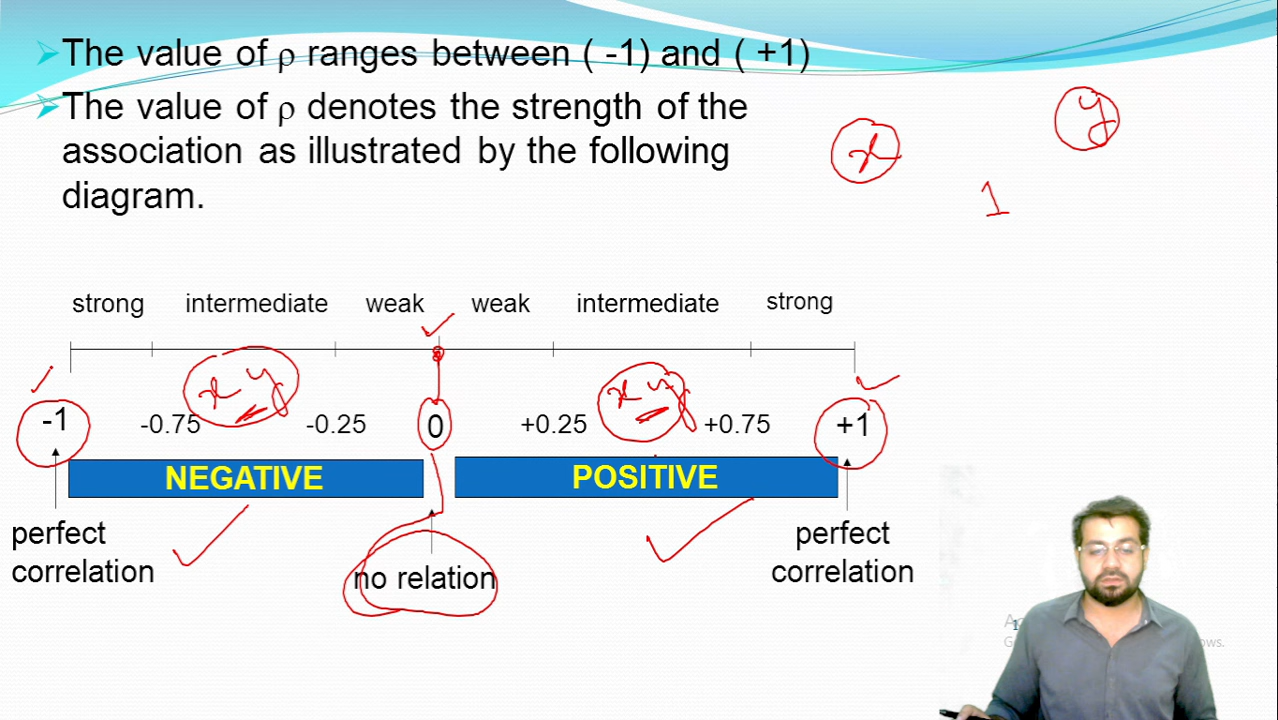 The value of ρ ranges between ( -1) and ( +1)
The value of ρ denotes the strength of the
association as illustrated by the following
diagram.
x
y
1
strong intermediate weak weak intermediate strong
x y
x y
-1 -0.75 -0.25 0 +0.25 +0.75 +1
NEGATIVE POSITIVE
perfect
correlation
no relation
perfect
correlation